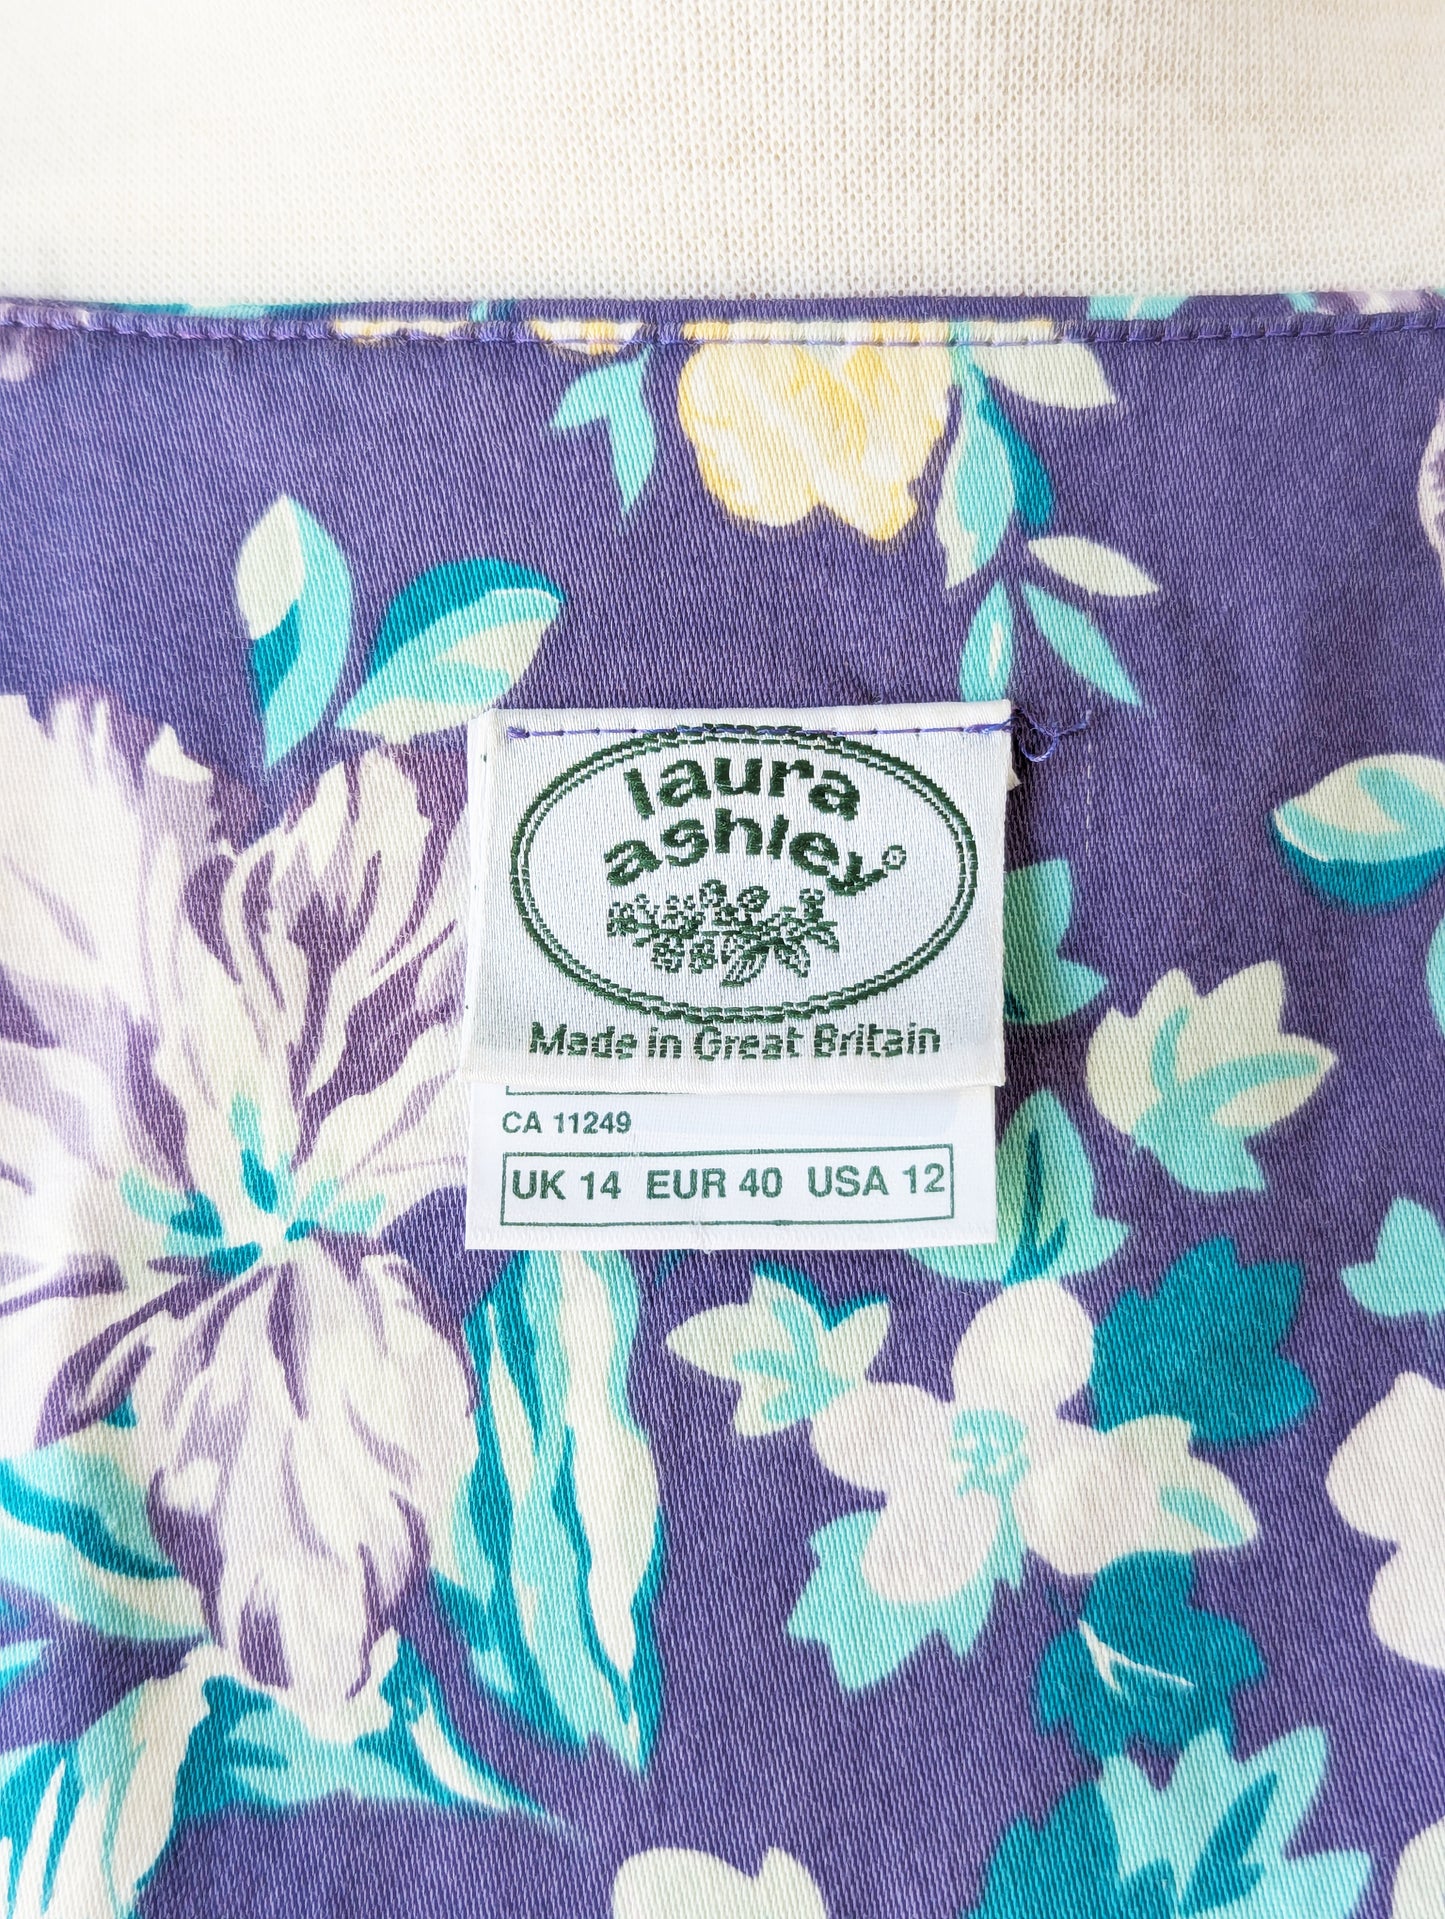 laura
ashley®
Made in Great Britain
CA 11249
UK 14 EUR 40 USA 12